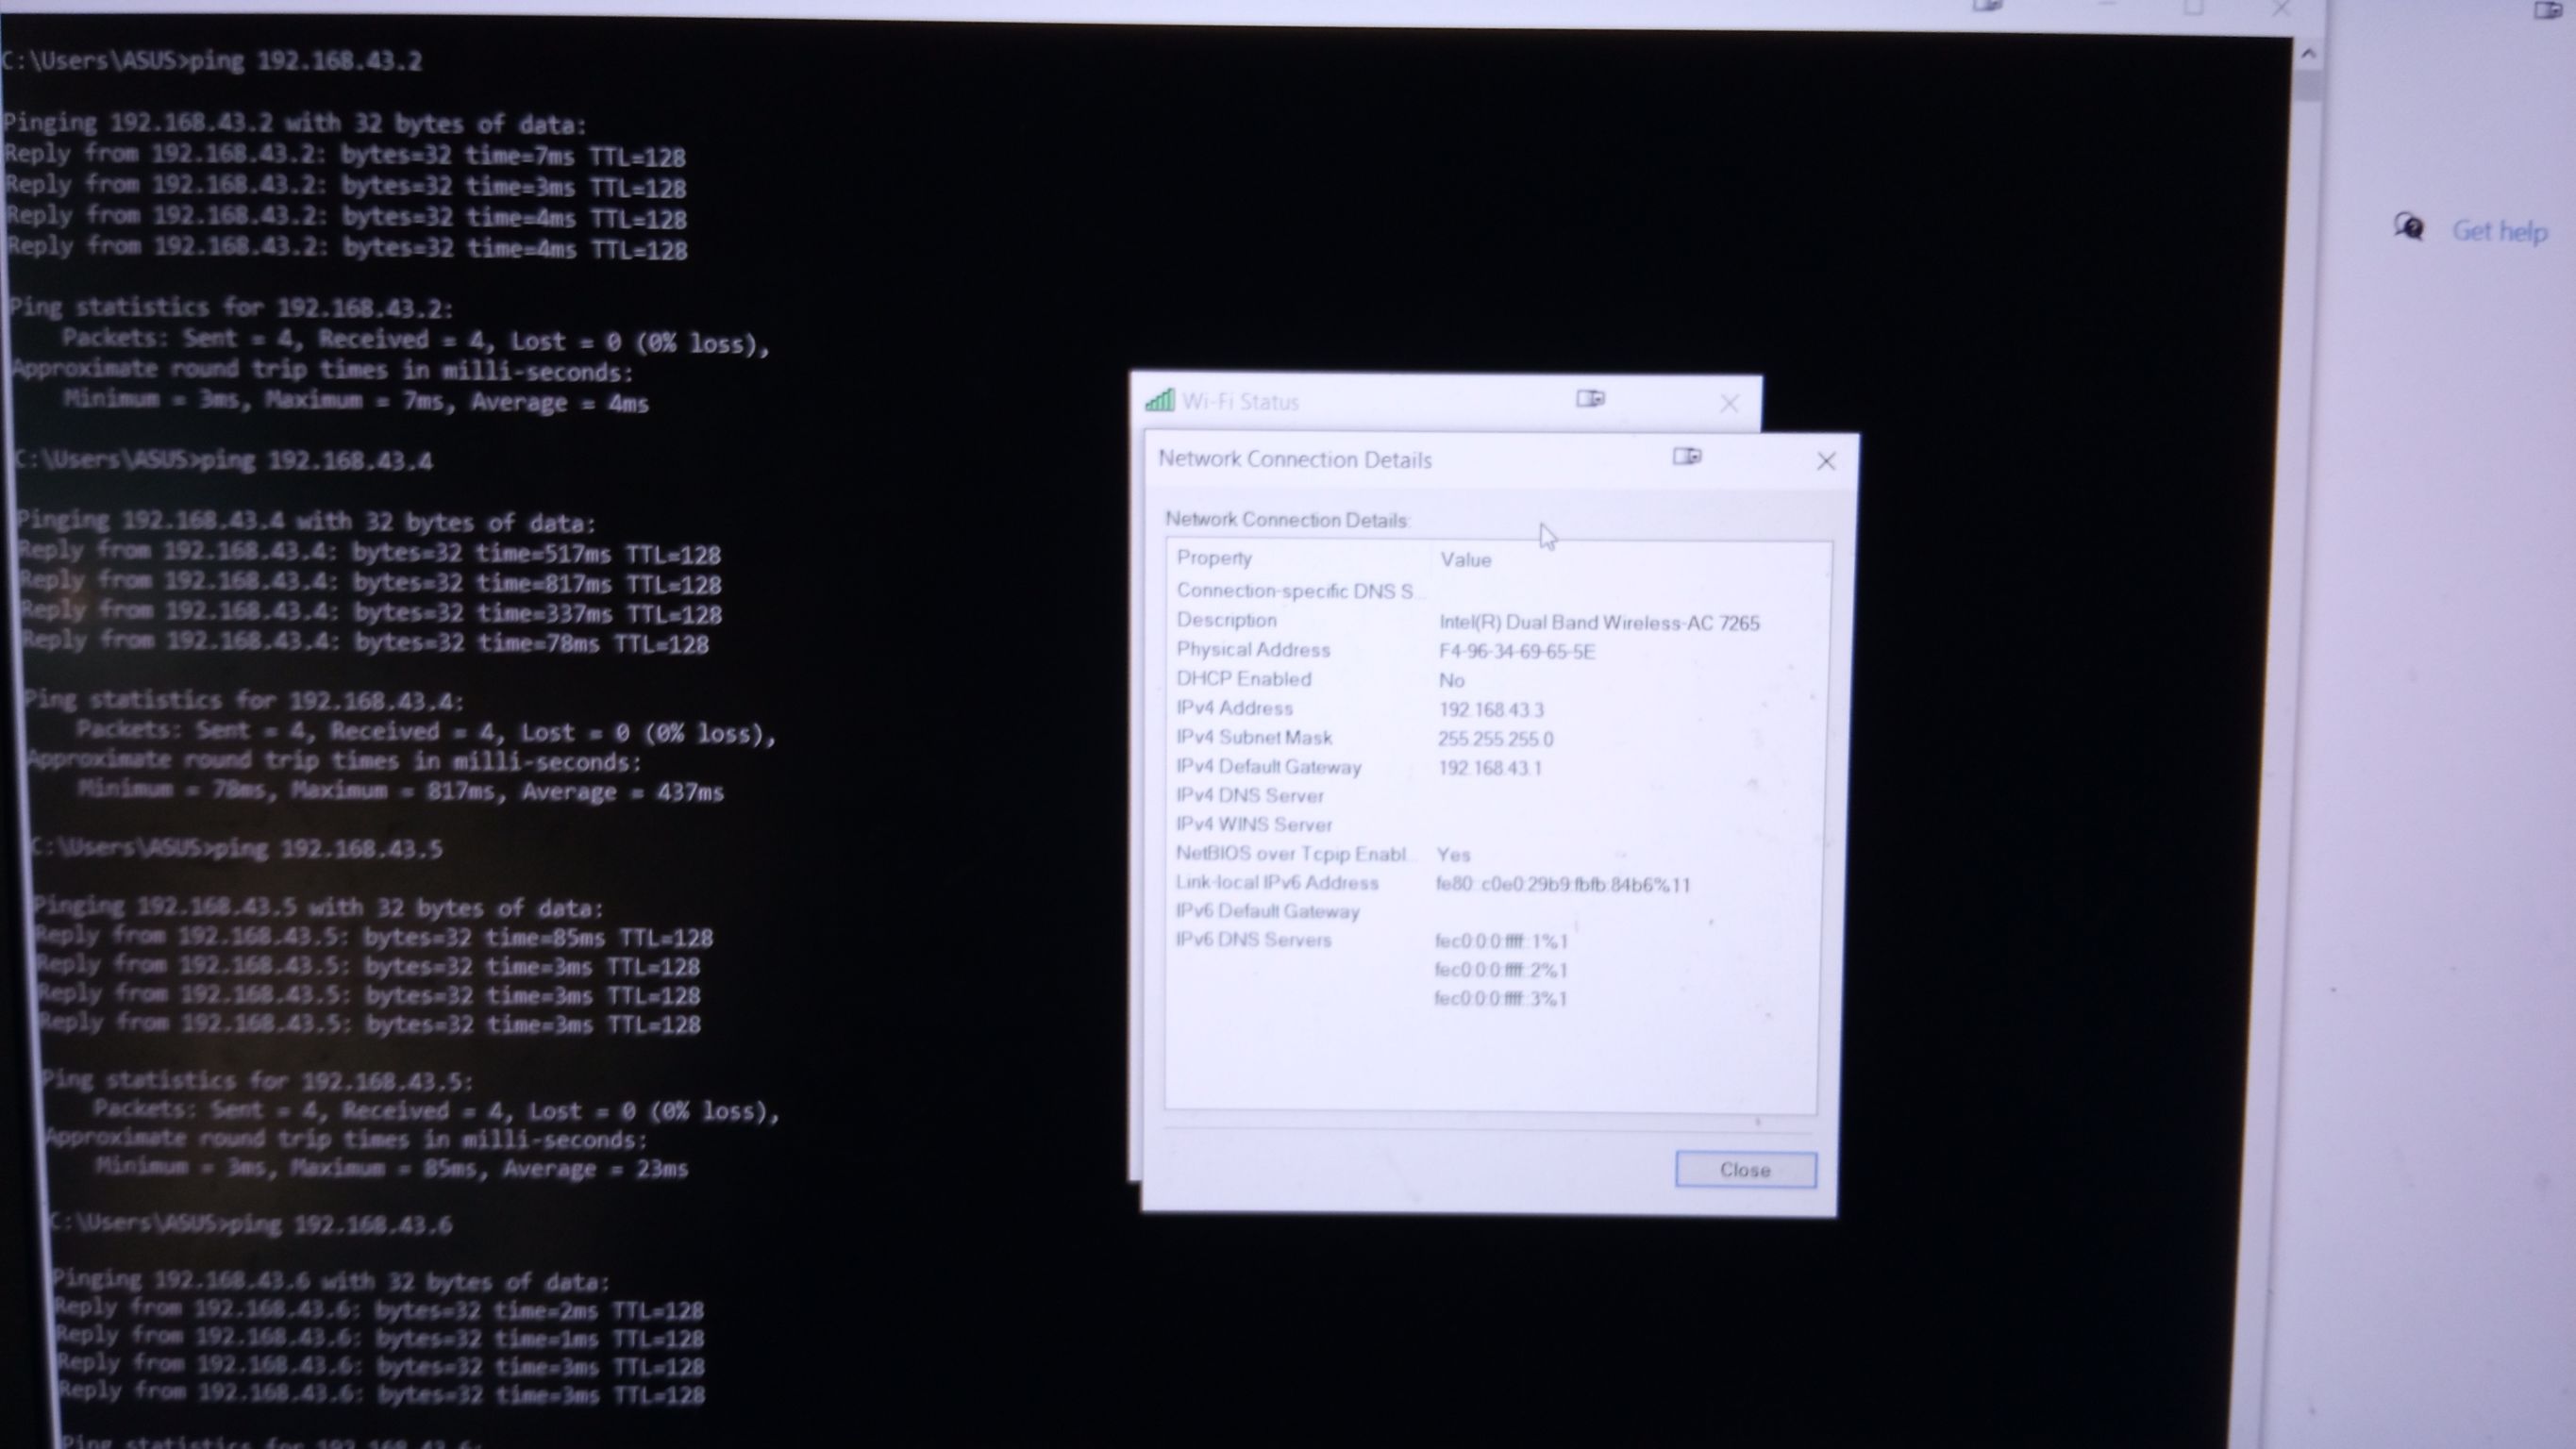 C:\Users\ASUS>ping 192.168.43.2
Pinging 192.168.43.2 with 32 bytes of data:
Reply from 192.168.43.2: bytes=32 time=7ms TTL=128
Reply from 192.168.43.2: bytes=32 time=3ms TTL=128
Reply from 192.168.43.2: bytes=32 time=4ms TTL=128
Reply from 192.168.43.2: bytes=32 time=4ms TTL=128
Ping statistics for 192.168.43.2:
Packets: Sent = 4, Received = 4, Lost = 0 (0% loss),
Approximate round trip times in milli-seconds:
Minimum = 3ms, Maximum = 7ms, Average = 4ms
C:\Users\ASUS>ping 192.168.43.4
Pinging 192.168.43.4 with 32 bytes of data:
Reply from 192.168.43.4: bytes=32 time=517ms TTL=128
Reply from 192.168.43.4: bytes=32 time=817ms TTL=128
Reply from 192.168.43.4: bytes=32 time=337ms TTL=128
Reply from 192.168.43.4: bytes=32 time=78ms TTL=128
Ping statistics for 192.168.43.4:
Packets: Sent = 4, Received = 4, Lost = 0 (0% loss),
Approximate round trip times in milli-seconds:
Minimum = 78ms, Maximum = 817ms, Average = 437ms
C:\Users\ASUS>ping 192.168.43.5
Pinging 192.168.43.5 with 32 bytes of data:
Reply from 192.168.43.5: bytes=32 time=85ms TTL=128
Reply from 192.168.43.5: bytes=32 time=3ms TTL=128
Reply from 192.168.43.5: bytes=32 time=3ms TTL=128
Reply from 192.168.43.5: bytes=32 time=3ms TTL=128
Ping statistics for 192.168.43.5:
Packets: Sent = 4, Received = 4, Lost = 0 (0% loss),
Approximate round trip times in milli-seconds:
Minimum = 3ms, Maximum = 85ms, Average = 23ms
C:\Users\ASUS>ping 192.168.43.6
Pinging 192.168.43.6 with 32 bytes of data:
Reply from 192.168.43.6: bytes=32 time=2ms TTL=128
Reply from 192.168.43.6: bytes=32 time=1ms TTL=128
Reply from 192.168.43.6: bytes=32 time=3ms TTL=128
Reply from 192.168.43.6: bytes=32 time=3ms TTL=128
Ping statistics for 192.168.43.6:
Wi-Fi Status
Network Connection Details
Network Connection Details:
Property Value
Connection-specific DNS S...
Description Intel(R) Dual Band Wireless-AC 7265
Physical Address F4-96-34-69-65-5E
DHCP Enabled No
IPv4 Address 192.168.43.3
IPv4 Subnet Mask 255.255.255.0
IPv4 Default Gateway 192.168.43.1
IPv4 DNS Server
IPv4 WINS Server
NetBIOS over Tcpip Enabl... Yes
Link-local IPv6 Address fe80::c0e0:29b9:fbfb:84b6%11
IPv6 Default Gateway
IPv6 DNS Servers fec0:0:0:ffff::1%1
fec0:0:0:ffff::2%1
fec0:0:0:ffff::3%1
Close
Get help